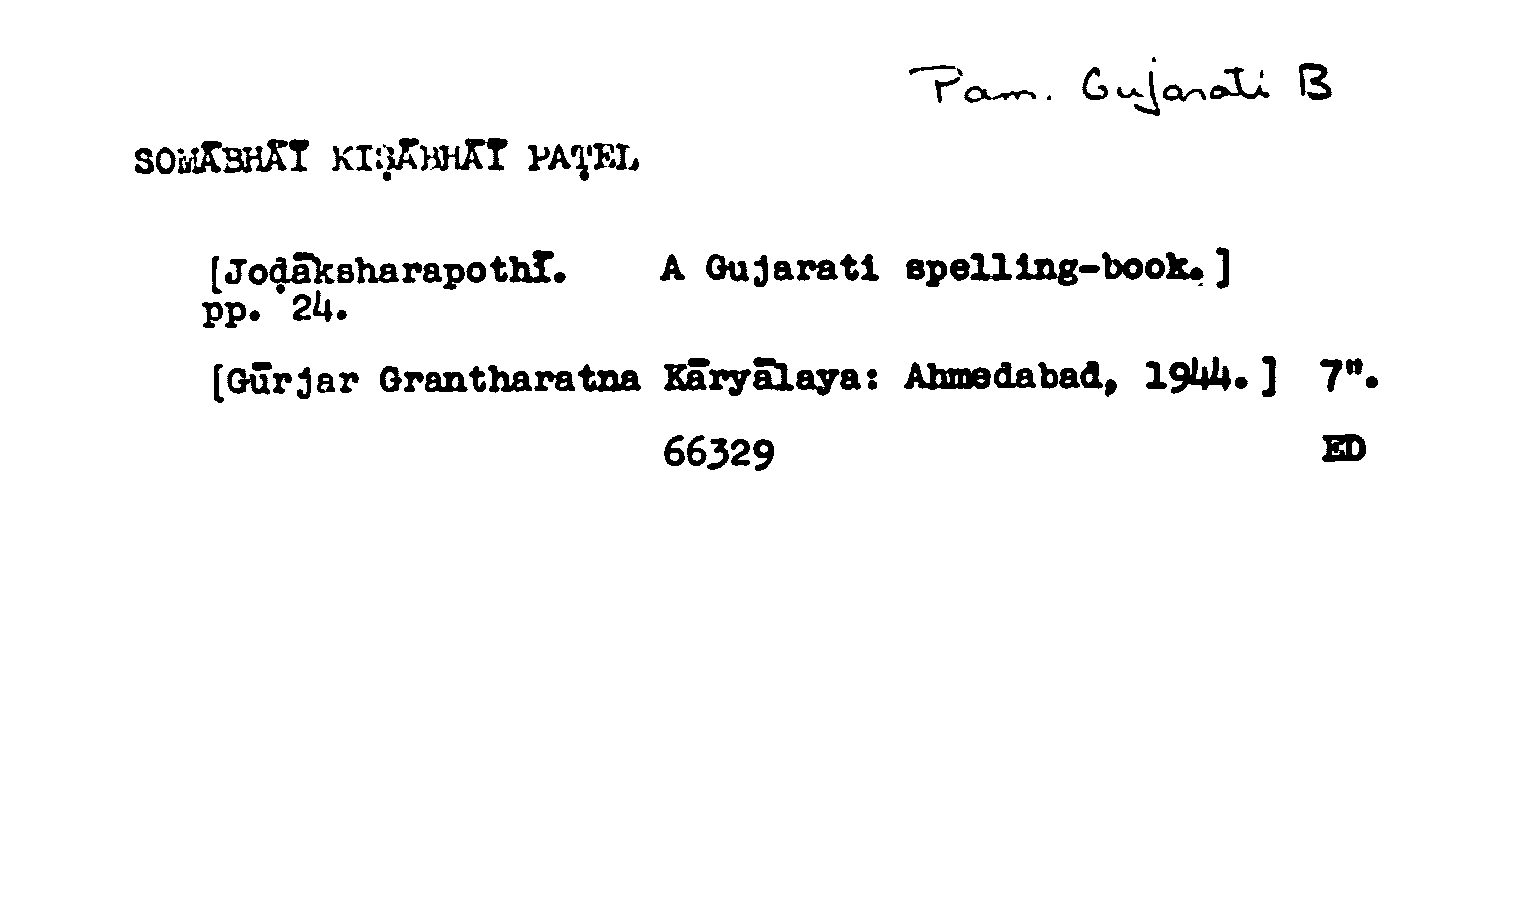 Pam. Gujarati B
SOMĀBHĀĪ KIṢĀBHĀĪ PAṬEL
[Joḍāksharapothī. A Gujarati spelling-book.]
pp. 24.
[Gūrjar Grantharatna Kāryālaya: Ahmedabad, 1944.] 7".
66329 ED